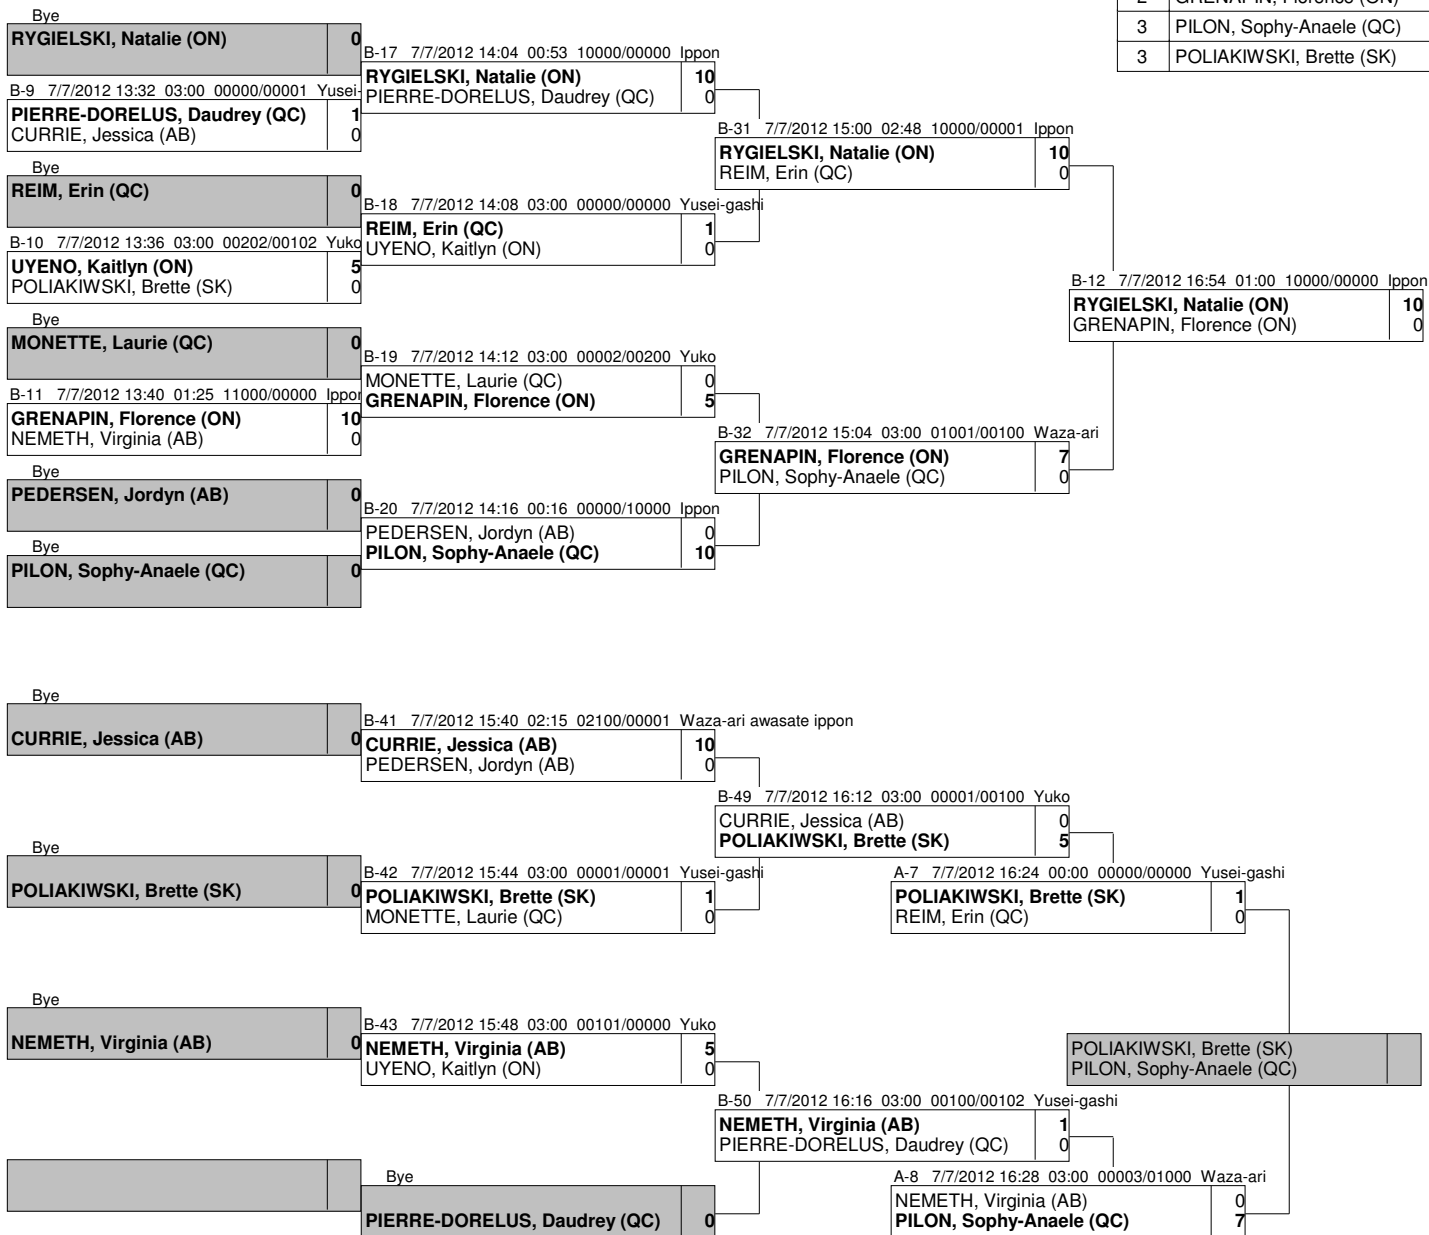 2 GRENAPIN, Florence (ON)
3 PILON, Sophy-Anaele (QC)
3 POLIAKIWSKI, Brette (SK)
Bye
RYGIELSKI, Natalie (ON) 0
B-9 7/7/2012 13:32 03:00 00000/00001 Yusei-
PIERRE-DORELUS, Daudrey (QC) 1
CURRIE, Jessica (AB) 0
Bye
REIM, Erin (QC) 0
B-10 7/7/2012 13:36 03:00 00202/00102 Yuko
UYENO, Kaitlyn (ON) 5
POLIAKIWSKI, Brette (SK) 0
Bye
MONETTE, Laurie (QC) 0
B-11 7/7/2012 13:40 01:25 11000/00000 Ippon
GRENAPIN, Florence (ON) 10
NEMETH, Virginia (AB) 0
Bye
PEDERSEN, Jordyn (AB) 0
Bye
PILON, Sophy-Anaele (QC) 0
B-17 7/7/2012 14:04 00:53 10000/00000 Ippon
RYGIELSKI, Natalie (ON) 10
PIERRE-DORELUS, Daudrey (QC) 0
B-18 7/7/2012 14:08 03:00 00000/00000 Yusei-gashi
REIM, Erin (QC) 1
UYENO, Kaitlyn (ON) 0
B-19 7/7/2012 14:12 03:00 00002/00200 Yuko
MONETTE, Laurie (QC) 0
GRENAPIN, Florence (ON) 5
B-20 7/7/2012 14:16 00:16 00000/10000 Ippon
PEDERSEN, Jordyn (AB) 0
PILON, Sophy-Anaele (QC) 10
B-31 7/7/2012 15:00 02:48 10000/00001 Ippon
RYGIELSKI, Natalie (ON) 10
REIM, Erin (QC) 0
B-32 7/7/2012 15:04 03:00 01001/00100 Waza-ari
GRENAPIN, Florence (ON) 7
PILON, Sophy-Anaele (QC) 0
B-12 7/7/2012 16:54 01:00 10000/00000 Ippon
RYGIELSKI, Natalie (ON) 10
GRENAPIN, Florence (ON) 0
Bye
CURRIE, Jessica (AB) 0
Bye
POLIAKIWSKI, Brette (SK) 0
Bye
NEMETH, Virginia (AB) 0
B-41 7/7/2012 15:40 02:15 02100/00001 Waza-ari awasate ippon
CURRIE, Jessica (AB) 10
PEDERSEN, Jordyn (AB) 0
B-42 7/7/2012 15:44 03:00 00001/00001 Yusei-gashi
POLIAKIWSKI, Brette (SK) 1
MONETTE, Laurie (QC) 0
B-43 7/7/2012 15:48 03:00 00101/00000 Yuko
NEMETH, Virginia (AB) 5
UYENO, Kaitlyn (ON) 0
Bye
PIERRE-DORELUS, Daudrey (QC) 0
B-49 7/7/2012 16:12 03:00 00001/00100 Yuko
CURRIE, Jessica (AB) 0
POLIAKIWSKI, Brette (SK) 5
B-50 7/7/2012 16:16 03:00 00100/00102 Yusei-gashi
NEMETH, Virginia (AB) 1
PIERRE-DORELUS, Daudrey (QC) 0
A-7 7/7/2012 16:24 00:00 00000/00000 Yusei-gashi
POLIAKIWSKI, Brette (SK) 1
REIM, Erin (QC) 0
A-8 7/7/2012 16:28 03:00 00003/01000 Waza-ari
NEMETH, Virginia (AB) 0
PILON, Sophy-Anaele (QC) 7
POLIAKIWSKI, Brette (SK)
PILON, Sophy-Anaele (QC)